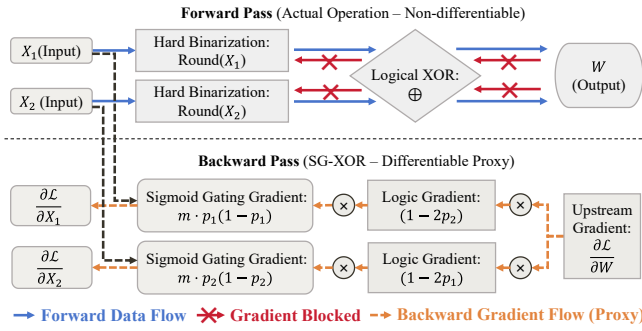 Forward Pass (Actual Operation – Non-differentiable)
X₁(Input)
Hard Binarization:
Round(X₁)
X₂ (Input)
Hard Binarization:
Round(X₂)
Logical XOR:
⊕
W
(Output)
Backward Pass (SG-XOR – Differentiable Proxy)
∂ℒ
∂X₁
Sigmoid Gating Gradient:
m · p₁(1 − p₁)
×
Logic Gradient:
(1 − 2p₂)
×
∂ℒ
∂X₂
Sigmoid Gating Gradient:
m · p₂(1 − p₂)
×
Logic Gradient:
(1 − 2p₁)
×
Upstream
Gradient:
∂ℒ
∂W
Forward Data Flow
Gradient Blocked
Backward Gradient Flow (Proxy)